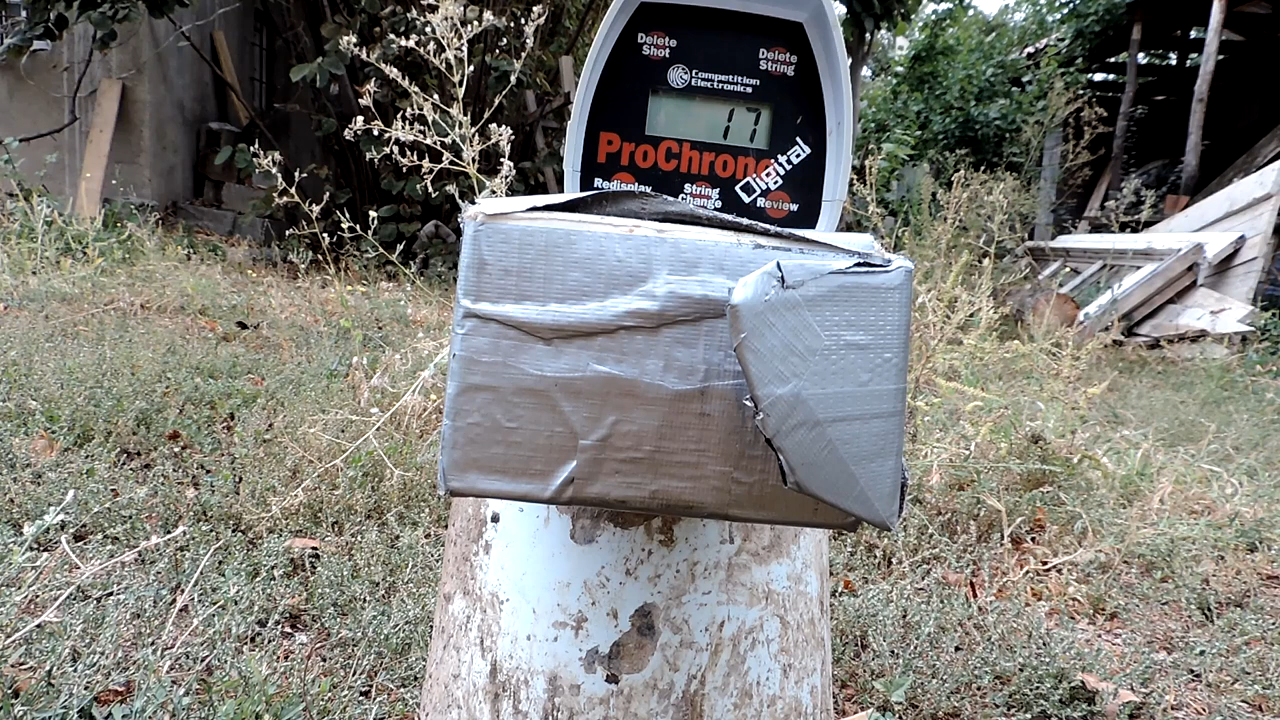 Delete
Shot
Delete
String
Competition
Electronics
17
ProChrono
Digital
Redisplay
String
Change
Review